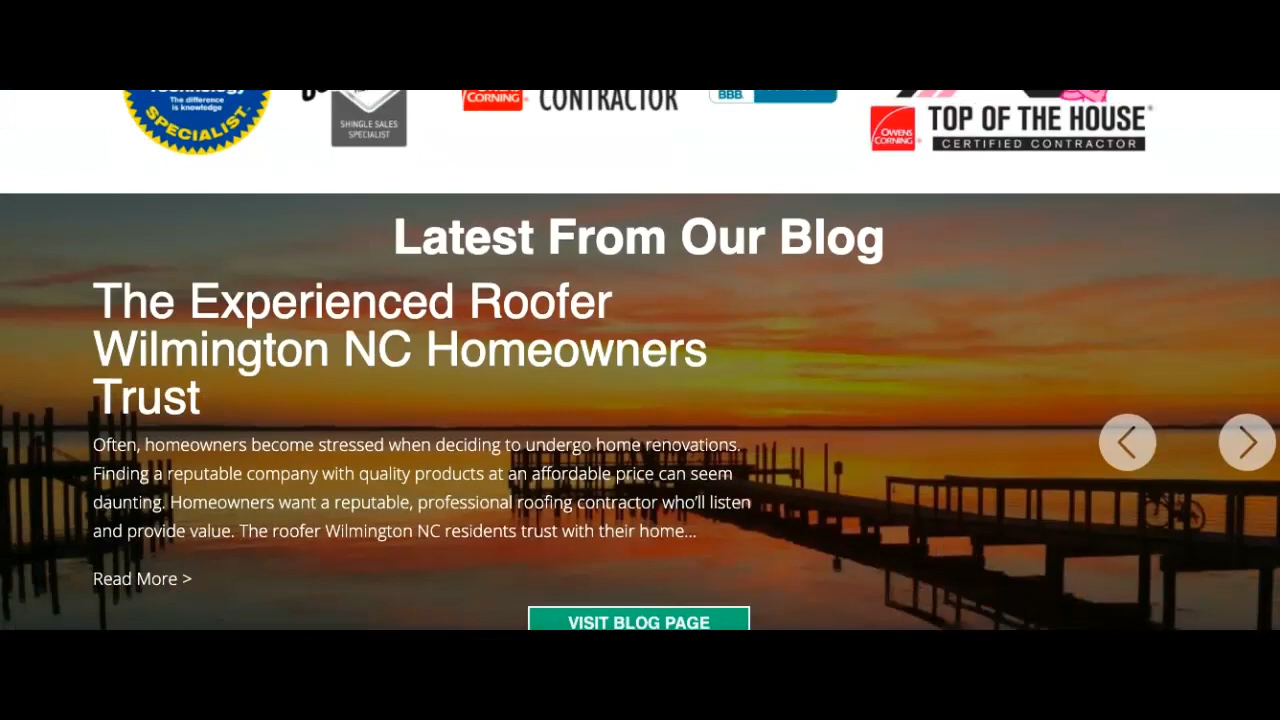 The difference
is knowledge
SPECIALIST
SHINGLE SALES
SPECIALIST
CORNING
CONTRACTOR
BBB.
OWENS
CORNING
TOP OF THE HOUSE
CERTIFIED CONTRACTOR
Latest From Our Blog
The Experienced Roofer
Wilmington NC Homeowners
Trust
Often, homeowners become stressed when deciding to undergo home renovations.
Finding a reputable company with quality products at an affordable price can seem
daunting. Homeowners want a reputable, professional roofing contractor who’ll listen
and provide value. The roofer Wilmington NC residents trust with their home...
Read More >
VISIT BLOG PAGE